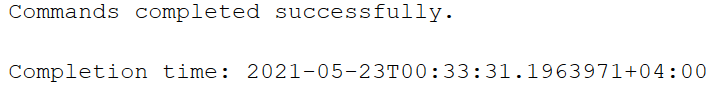 Commands completed successfully.
Completion time: 2021-05-23T00:33:31.1963971+04:00